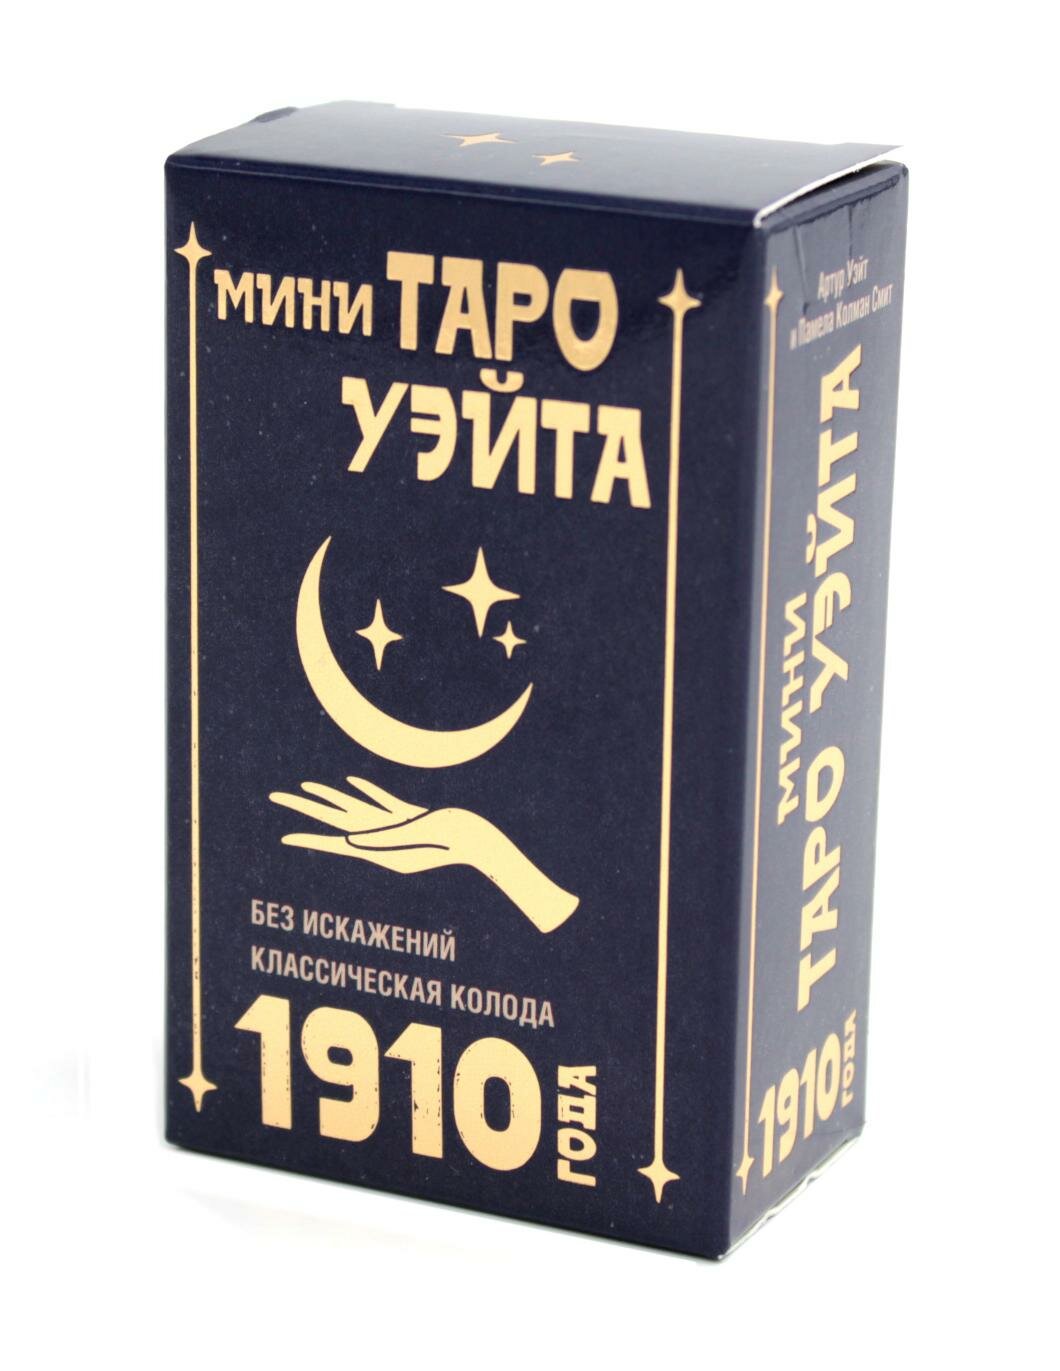 МИНИ ТАРО
УЭЙТА
БЕЗ ИСКАЖЕНИЙ
КЛАССИЧЕСКАЯ КОЛОДА
1910 ГОДА
Артур Уэйт
и Памела Колман Смит
МИНИ
ТАРО УЭЙТА
1910 ГОДА